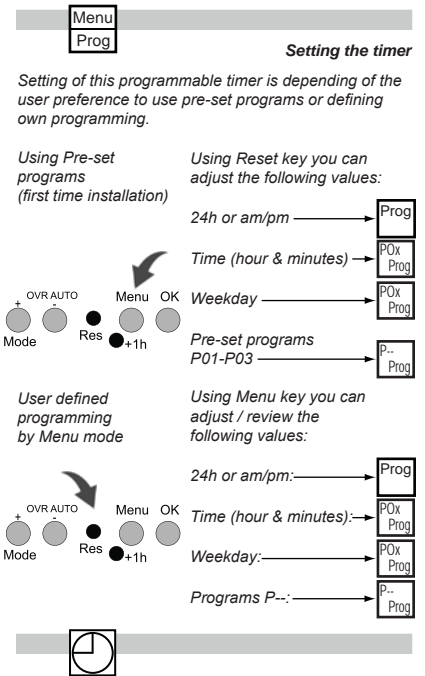 Menu
Prog
Setting the timer
Setting of this programmable timer is depending of the
user preference to use pre-set programs or defining
own programming.
Using Pre-set
programs
(first time installation)
Using Reset key you can
adjust the following values:
24h or am/pm
Prog
Time (hour & minutes)
POx
Prog
Weekday
POx
Prog
Pre-set programs
P01-P03
P--
Prog
+
OVR AUTO
-
Menu
OK
Mode
Res
+1h
User defined
programming
by Menu mode
Using Menu key you can
adjust / review the
following values:
24h or am/pm:
Prog
Time (hour & minutes):
POx
Prog
Weekday:
POx
Prog
Programs P--:
P--
Prog
+
OVR AUTO
-
Menu
OK
Mode
Res
+1h